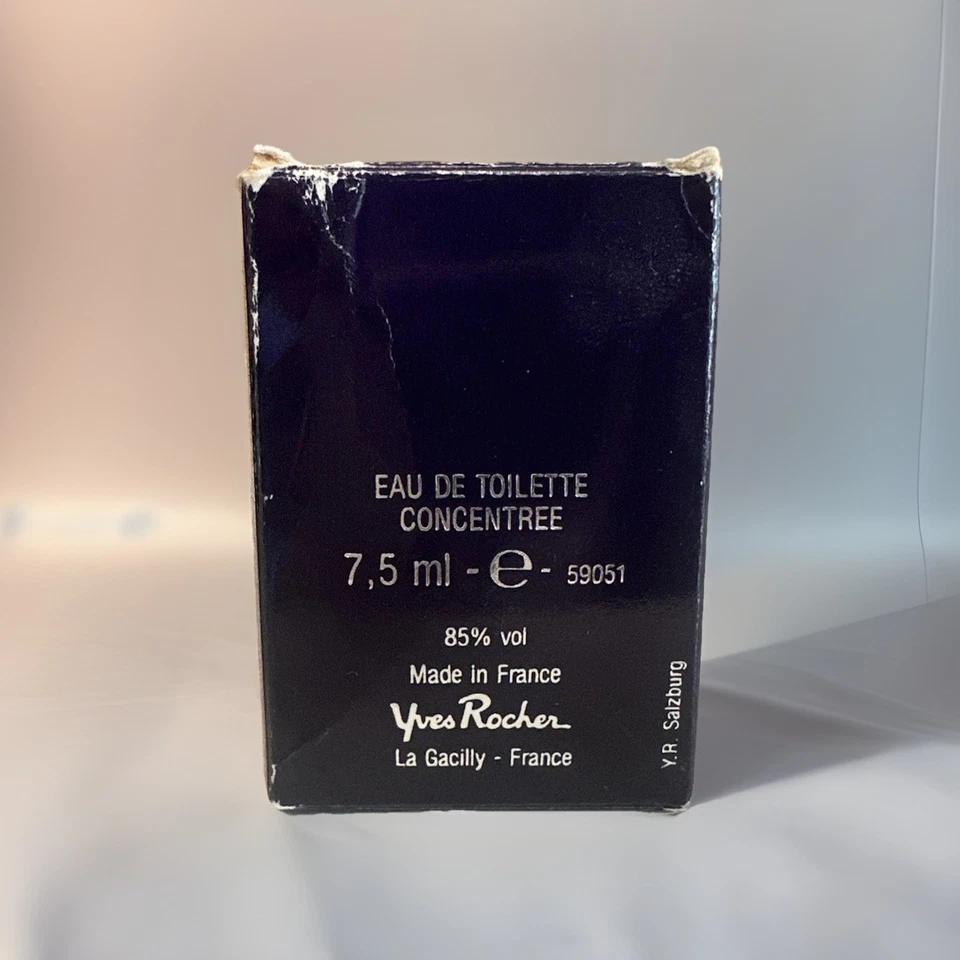 EAU DE TOILETTE
CONCENTREE
7,5 ml - ℮ - 59051
85% vol
Made in France
Yves Rocher
La Gacilly - France
Y.R. Salzburg